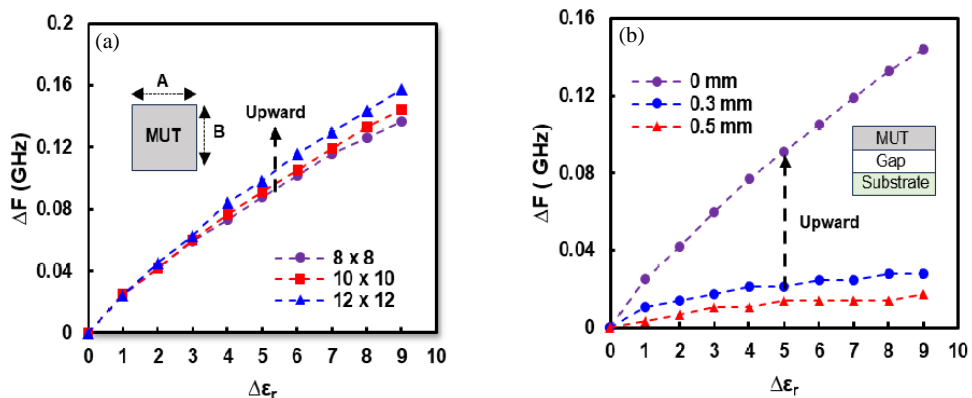 (a)
ΔF (GHz)
0.2
0.16
0.12
0.08
0.04
0
A
B
MUT
Upward
8 x 8
10 x 10
12 x 12
0 1 2 3 4 5 6 7 8 9 10
Δεr
(b)
ΔF ( GHz)
0.16
0.12
0.08
0.04
0
0 mm
0.3 mm
0.5 mm
MUT
Gap
Substrate
Upward
0 1 2 3 4 5 6 7 8 9 10
Δεr